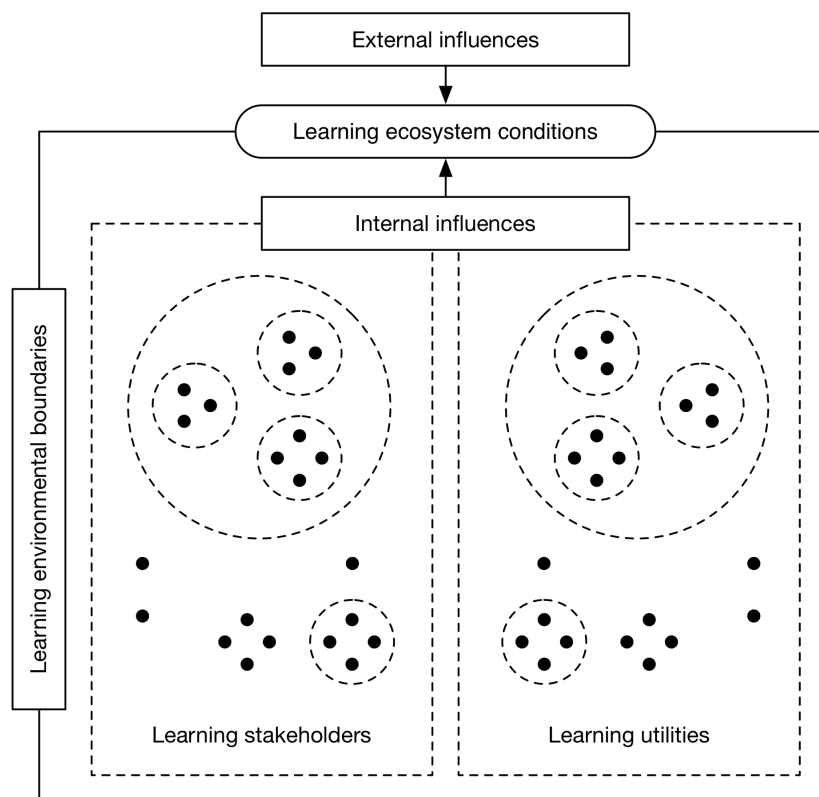 External influences
Learning ecosystem conditions
Internal influences
Learning environmental boundaries
Learning stakeholders
Learning utilities